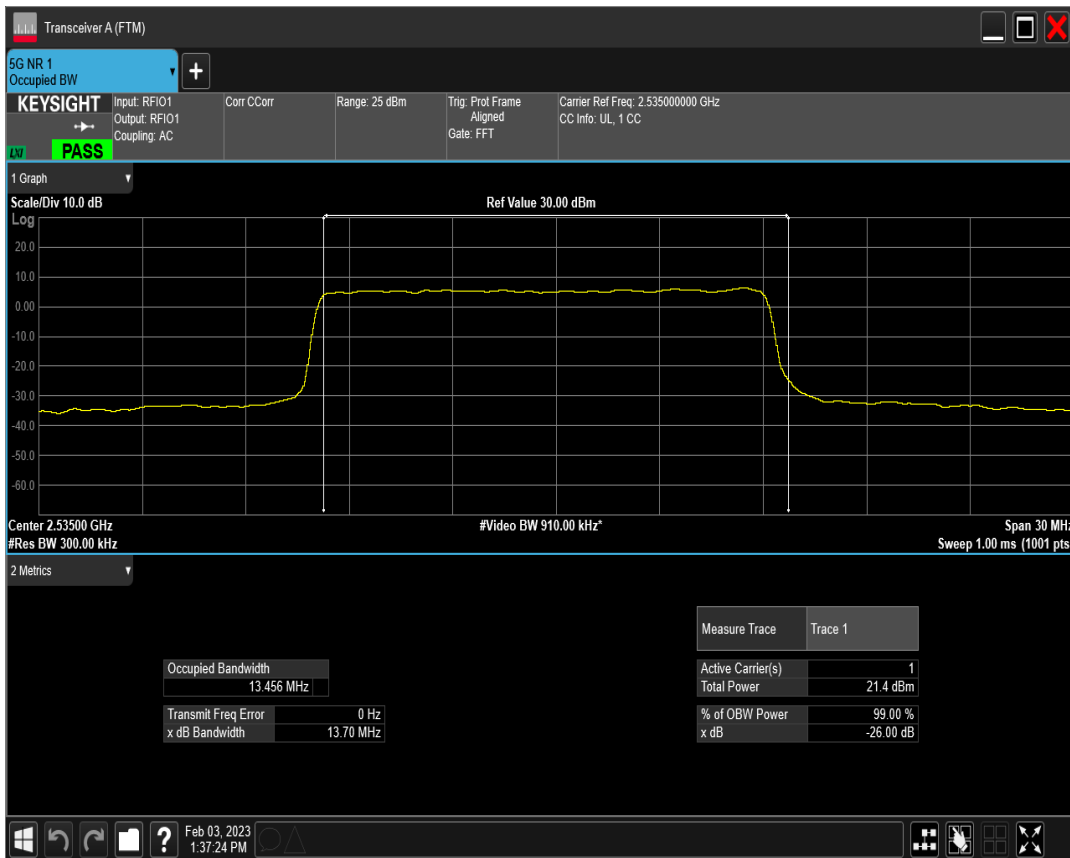 Transceiver A (FTM)
5G NR 1
Occupied BW
+
KEYSIGHT
LXI
PASS
Input: RFIO1
Output: RFIO1
Coupling: AC
Corr CCorr
Range: 25 dBm
Trig: Prot Frame
Aligned
Gate: FFT
Carrier Ref Freq: 2.535000000 GHz
CC Info: UL, 1 CC
1 Graph
Scale/Div 10.0 dB
Ref Value 30.00 dBm
Log
20.0
10.0
0.00
-10.0
-20.0
-30.0
-40.0
-50.0
-60.0
Center 2.53500 GHz
#Video BW 910.00 kHz*
Span 30 MHz
#Res BW 300.00 kHz
Sweep 1.00 ms (1001 pts
2 Metrics
Measure Trace Trace 1
Occupied Bandwidth
13.456 MHz
Active Carrier(s) 1
Total Power 21.4 dBm
Transmit Freq Error 0 Hz
x dB Bandwidth 13.70 MHz
% of OBW Power 99.00 %
x dB -26.00 dB
?
Feb 03, 2023
1:37:24 PM